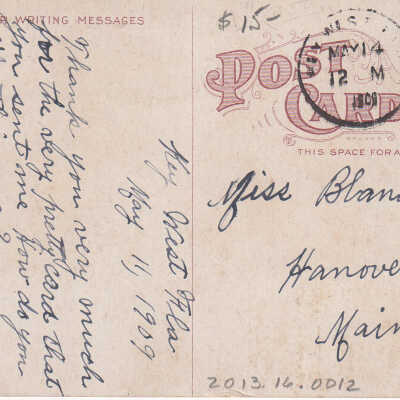 R WRITING MESSAGES
Key West Fla
May 11, 1909
Thank you very much
for the very pretty card that
you sent me How do you
$15-
MAY 14
12 M
1909
POST
CARD
THIS SPACE FOR A
Miss Blan
Hanove
Main
2013.16.0012